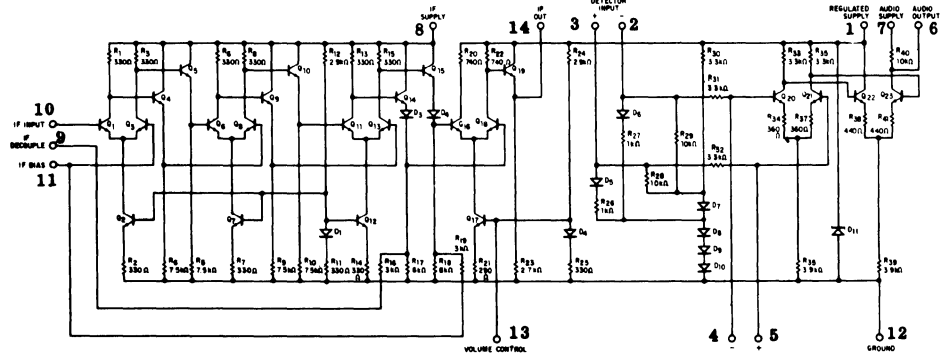 DETECTOR INPUT
IF SUPPLY
8
IF OUT
14
3 + - 2
REGULATED SUPPLY
1
AUDIO SUPPLY
7
AUDIO OUTPUT
6
R1 330Ω
R3 330Ω
R6 330Ω
R8 330Ω
R12 2.9kΩ
R13 330Ω
R15 330Ω
R20 740Ω
R22 740Ω
R24 2.9kΩ
R30 3.3kΩ
R33 3.3kΩ
R35 3.3kΩ
R40 10kΩ
Q5
Q10
Q15
Q19
R31 3.3kΩ
Q4
Q9
Q14
D3
D6
10
IF INPUT
Q1
Q3
Q6
Q8
Q11
Q13
Q16
Q18
Q20
Q21
Q22
Q23
9
IF DECOUPLE
R27 1kΩ
R29 10kΩ
R34 360Ω
R37 360Ω
R38 440Ω
R41 440Ω
11
IF BIAS
R32 3.3kΩ
D5
R28 10kΩ
R26 1kΩ
D7
Q2
Q7
Q12
Q17
D1
D4
D8
D9
D10
D11
R2 330Ω
R4 7.5kΩ
R5 7.5kΩ
R7 330Ω
R9 7.5kΩ
R10 7.5kΩ
R11 330Ω
R14 330Ω
R16 3kΩ
R17 6kΩ
R18 6kΩ
R19 3kΩ
R21 290Ω
R23 2.7kΩ
R25 330Ω
R36 3.9kΩ
R39 3.9kΩ
13
VOLUME CONTROL
4 -
5 +
12
GROUND